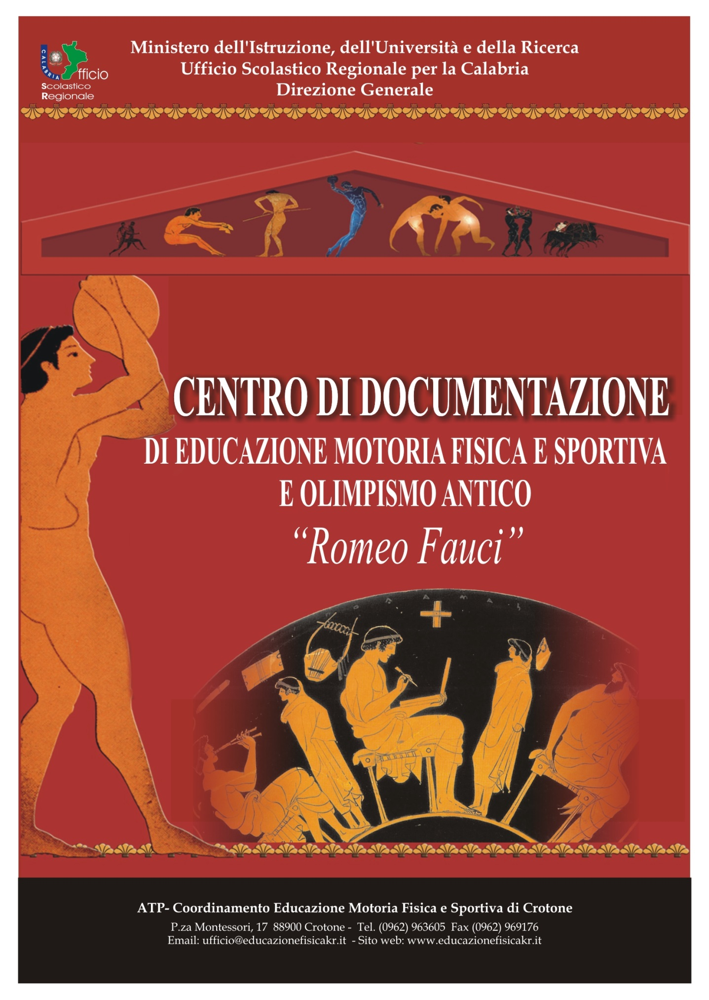 CALABRIA
Ufficio
Scolastico
Regionale
Ministero dell'Istruzione, dell'Università e della Ricerca
Ufficio Scolastico Regionale per la Calabria
Direzione Generale
CENTRO DI DOCUMENTAZIONE
DI EDUCAZIONE MOTORIA FISICA E SPORTIVA
E OLIMPISMO ANTICO
“Romeo Fauci”
ATP- Coordinamento Educazione Motoria Fisica e Sportiva di Crotone
P.za Montessori, 17 88900 Crotone - Tel. (0962) 963605 Fax (0962) 969176
Email: ufficio@educazionefisicakr.it - Sito web: www.educazionefisicakr.it